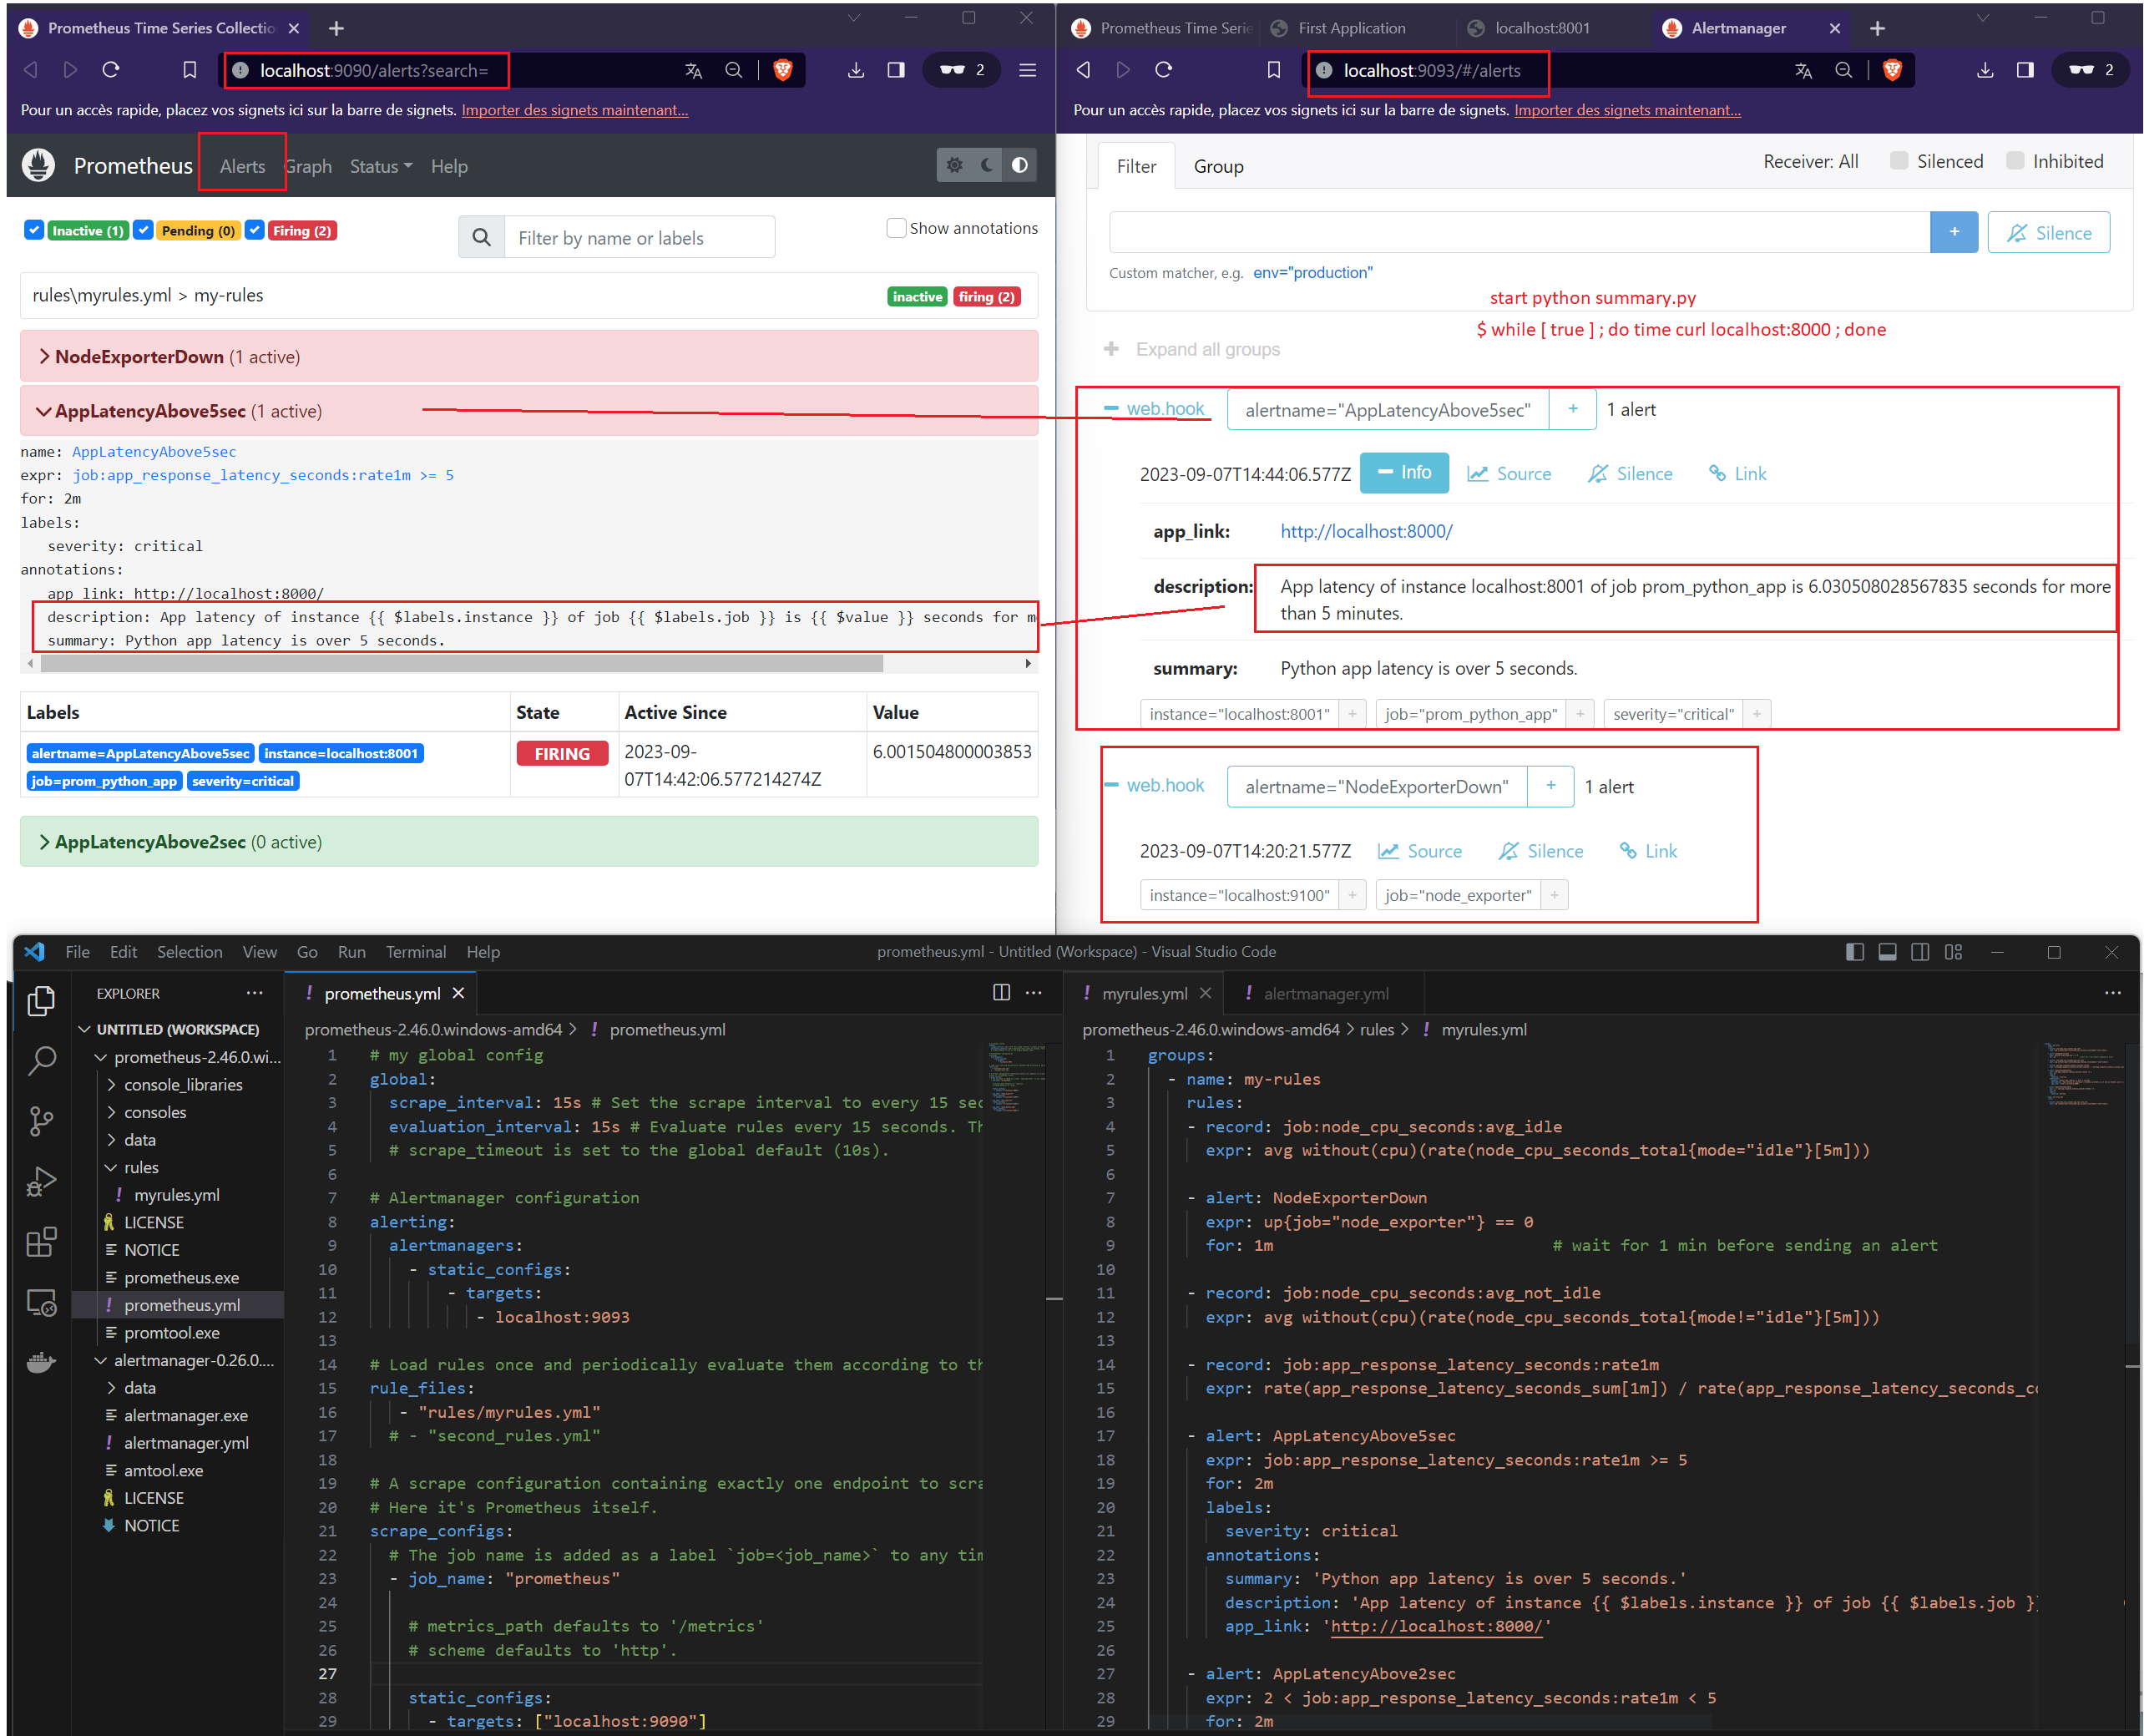 Prometheus Time Series Collectio
localhost:9090/alerts?search=
2
Pour un accès rapide, placez vos signets ici sur la barre de signets. Importer des signets maintenant...
Prometheus Alerts Graph Status Help
Inactive (1) Pending (0) Firing (2)
Filter by name or labels
Show annotations
rules\myrules.yml > my-rules
inactive firing (2)
NodeExporterDown (1 active)
AppLatencyAbove5sec (1 active)
name: AppLatencyAbove5sec
expr: job:app_response_latency_seconds:rate1m >= 5
for: 2m
labels:
severity: critical
annotations:
app_link: http://localhost:8000/
description: App latency of instance {{ $labels.instance }} of job {{ $labels.job }} is {{ $value }} seconds for m
summary: Python app latency is over 5 seconds.
Labels State Active Since Value
alertname=AppLatencyAbove5sec instance=localhost:8001
job=prom_python_app severity=critical
FIRING
2023-09-
07T14:42:06.577214274Z
6.001504800003853
AppLatencyAbove2sec (0 active)
Prometheus Time Serie First Application localhost:8001 Alertmanager
localhost:9093/#/alerts
2
Pour un accès rapide, placez vos signets ici sur la barre de signets. Importer des signets maintenant...
Filter Group
Receiver: All Silenced Inhibited
+ Silence
Custom matcher, e.g. env="production"
start python summary.py
$ while [ true ] ; do time curl localhost:8000 ; done
+ Expand all groups
web.hook alertname="AppLatencyAbove5sec" + 1 alert
2023-09-07T14:44:06.577Z Info Source Silence Link
app_link: http://localhost:8000/
description: App latency of instance localhost:8001 of job prom_python_app is 6.030508028567835 seconds for more
than 5 minutes.
summary: Python app latency is over 5 seconds.
instance="localhost:8001" + job="prom_python_app" + severity="critical" +
web.hook alertname="NodeExporterDown" + 1 alert
2023-09-07T14:20:21.577Z Source Silence Link
instance="localhost:9100" + job="node_exporter" +
File Edit Selection View Go Run Terminal Help
prometheus.yml - Untitled (Workspace) - Visual Studio Code
EXPLORER
UNTITLED (WORKSPACE)
prometheus-2.46.0.wi...
console_libraries
consoles
data
rules
! myrules.yml
LICENSE
NOTICE
prometheus.exe
! prometheus.yml
promtool.exe
alertmanager-0.26.0....
data
alertmanager.exe
! alertmanager.yml
amtool.exe
LICENSE
NOTICE
! prometheus.yml
prometheus-2.46.0.windows-amd64 > ! prometheus.yml
1 # my global config
2 global:
3 scrape_interval: 15s # Set the scrape interval to every 15 sec
4 evaluation_interval: 15s # Evaluate rules every 15 seconds. Th
5 # scrape_timeout is set to the global default (10s).
6
7 # Alertmanager configuration
8 alerting:
9 alertmanagers:
10 - static_configs:
11 - targets:
12 - localhost:9093
13
14 # Load rules once and periodically evaluate them according to th
15 rule_files:
16 - "rules/myrules.yml"
17 # - "second_rules.yml"
18
19 # A scrape configuration containing exactly one endpoint to scra
20 # Here it's Prometheus itself.
21 scrape_configs:
22 # The job name is added as a label `job=<job_name>` to any tim
23 - job_name: "prometheus"
24
25 # metrics_path defaults to '/metrics'
26 # scheme defaults to 'http'.
27
28 static_configs:
29 - targets: ["localhost:9090"]
! myrules.yml ! alertmanager.yml
prometheus-2.46.0.windows-amd64 > rules > ! myrules.yml
1 groups:
2 - name: my-rules
3 rules:
4 - record: job:node_cpu_seconds:avg_idle
5 expr: avg without(cpu)(rate(node_cpu_seconds_total{mode="idle"}[5m]))
6
7 - alert: NodeExporterDown
8 expr: up{job="node_exporter"} == 0
9 for: 1m # wait for 1 min before sending an alert
10
11 - record: job:node_cpu_seconds:avg_not_idle
12 expr: avg without(cpu)(rate(node_cpu_seconds_total{mode!="idle"}[5m]))
13
14 - record: job:app_response_latency_seconds:rate1m
15 expr: rate(app_response_latency_seconds_sum[1m]) / rate(app_response_latency_seconds_co
16
17 - alert: AppLatencyAbove5sec
18 expr: job:app_response_latency_seconds:rate1m >= 5
19 for: 2m
20 labels:
21 severity: critical
22 annotations:
23 summary: 'Python app latency is over 5 seconds.'
24 description: 'App latency of instance {{ $labels.instance }} of job {{ $labels.job }
25 app_link: 'http://localhost:8000/'
26
27 - alert: AppLatencyAbove2sec
28 expr: 2 < job:app_response_latency_seconds:rate1m < 5
29 for: 2m